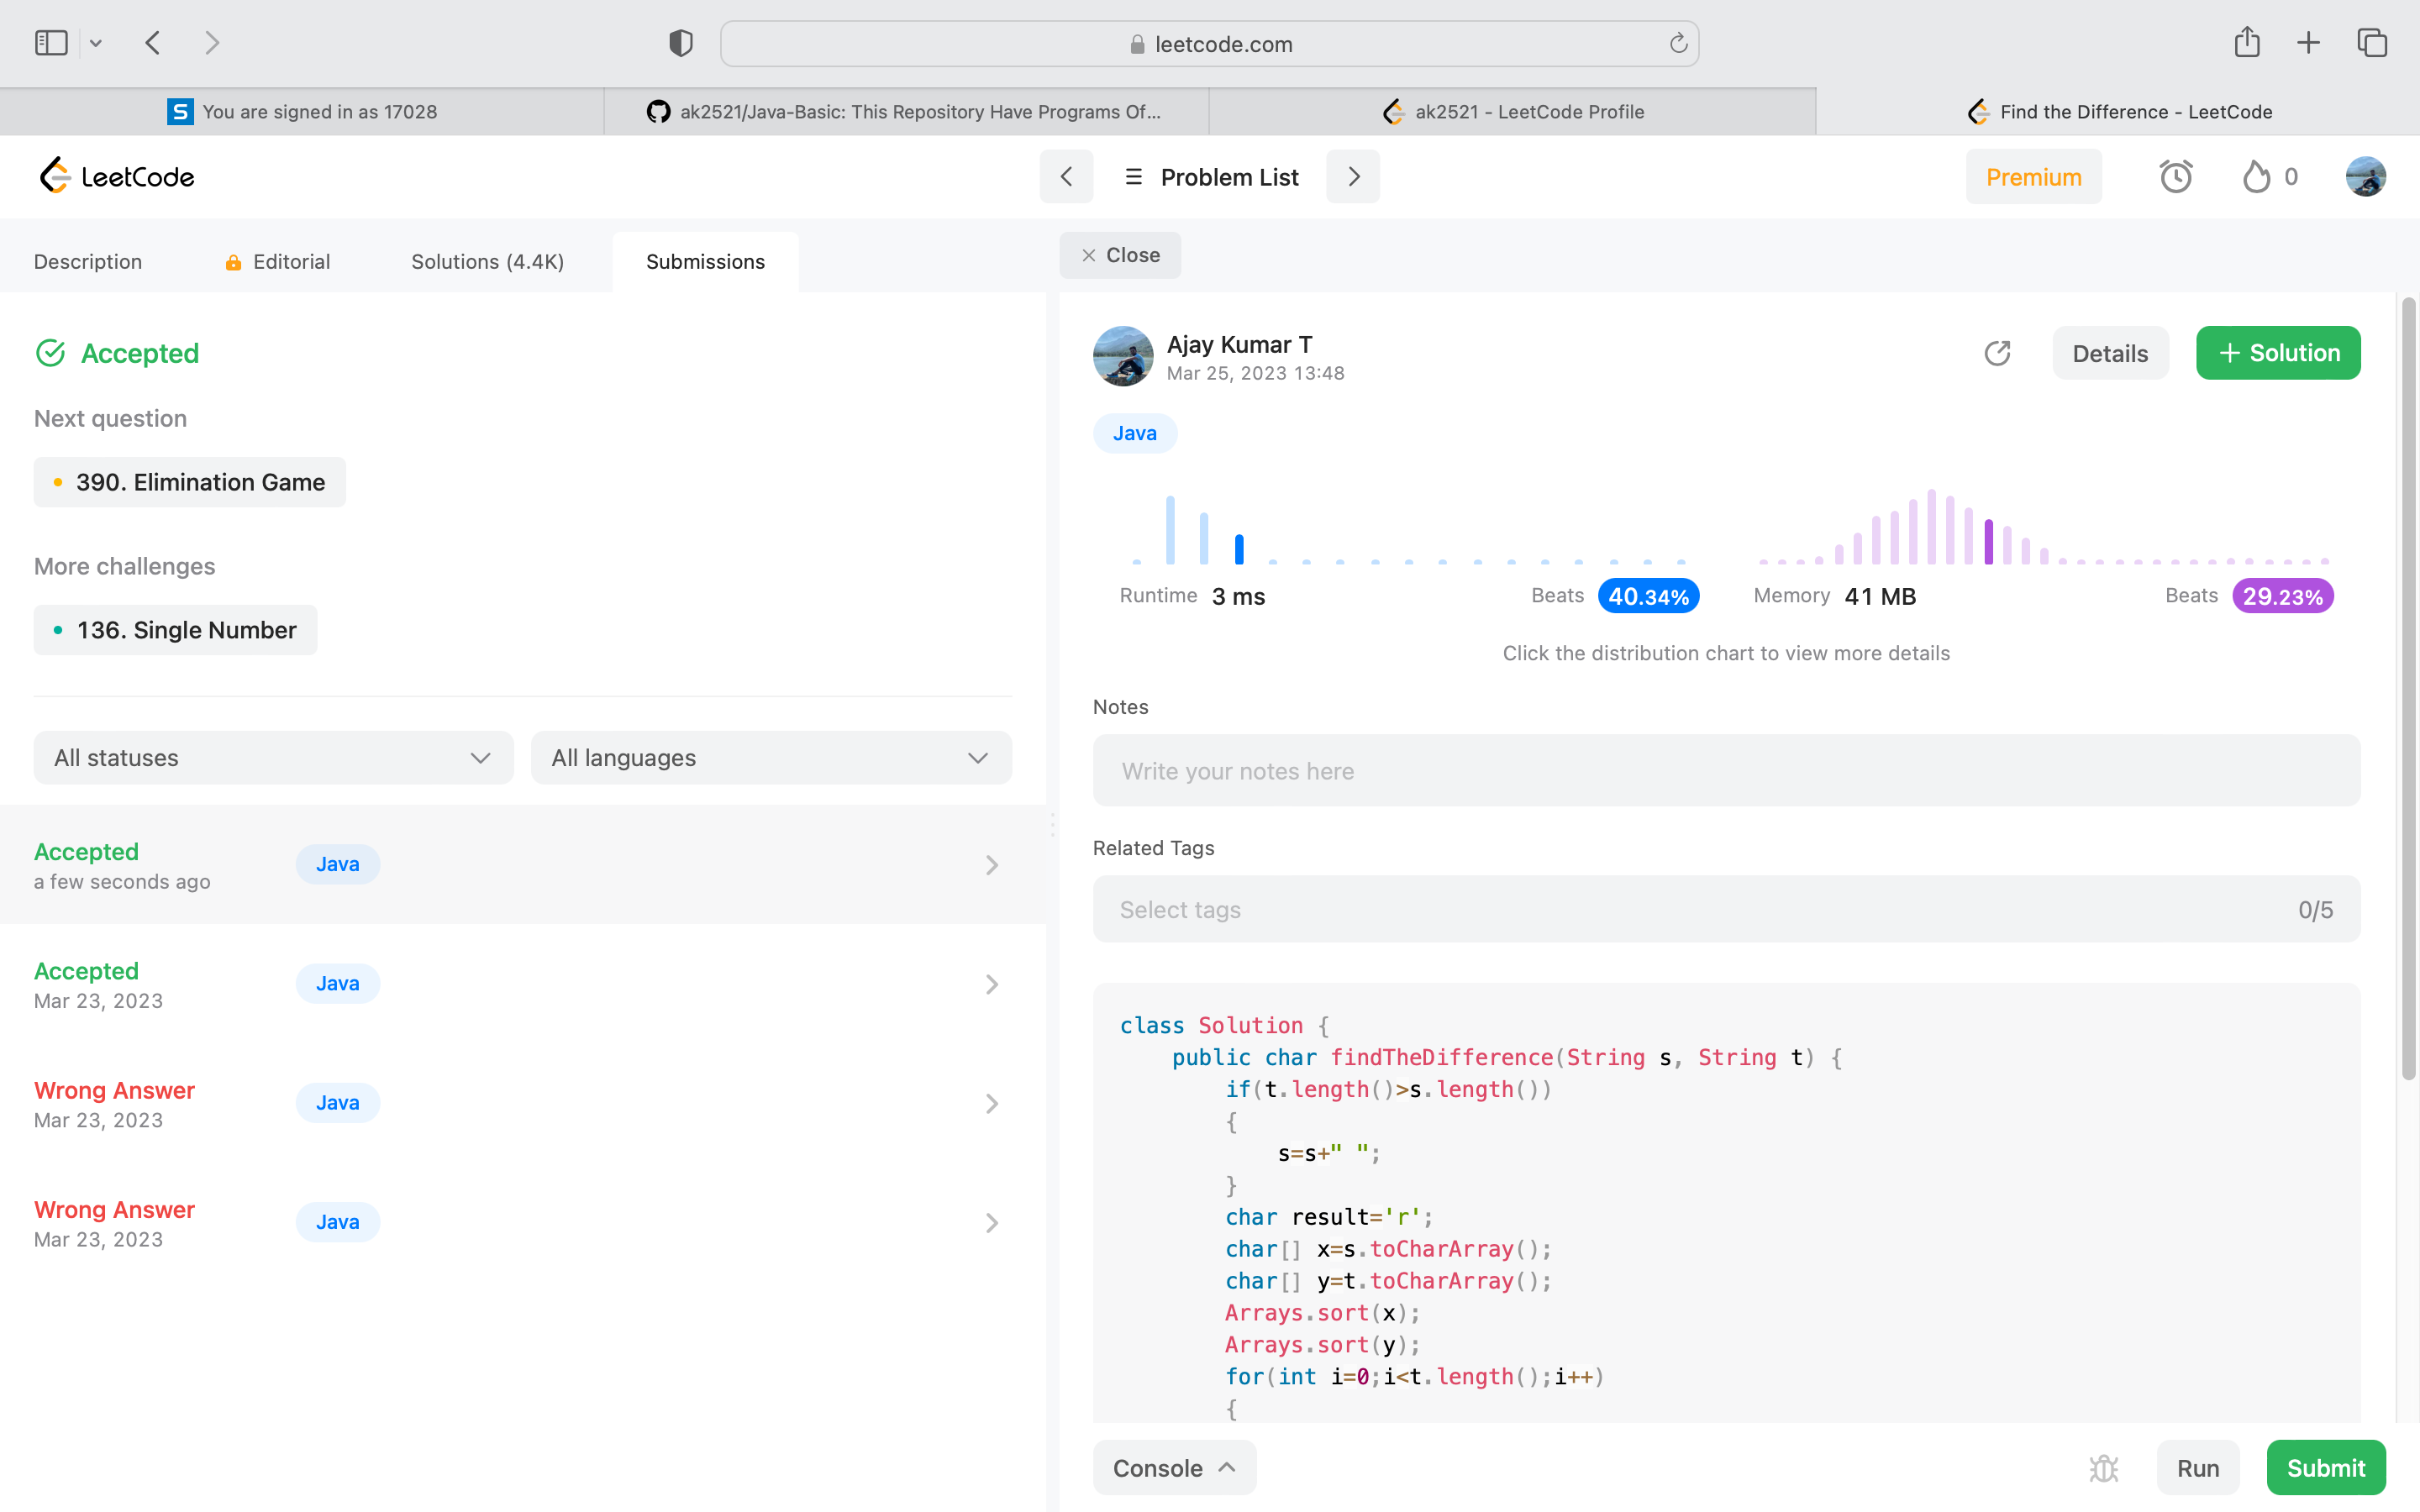 leetcode.com
You are signed in as 17028
ak2521/Java-Basic: This Repository Have Programs Of...
ak2521 - LeetCode Profile
Find the Difference - LeetCode
LeetCode
Problem List
Premium
0
Description
Editorial
Solutions (4.4K)
Submissions
Close
Accepted
Next question
390. Elimination Game
More challenges
136. Single Number
All statuses
All languages
Accepted
a few seconds ago
Java
Accepted
Mar 23, 2023
Java
Wrong Answer
Mar 23, 2023
Java
Wrong Answer
Mar 23, 2023
Java
Ajay Kumar T
Mar 25, 2023 13:48
Details
+ Solution
Java
Runtime 3 ms
Beats 40.34%
Memory 41 MB
Beats 29.23%
Click the distribution chart to view more details
Notes
Write your notes here
Related Tags
Select tags
0/5
class Solution {
    public char findTheDifference(String s, String t) {
        if(t.length()>s.length())
        {
            s=s+" ";
        }
        char result='r';
        char[] x=s.toCharArray();
        char[] y=t.toCharArray();
        Arrays.sort(x);
        Arrays.sort(y);
        for(int i=0;i<t.length();i++)
        {
Console
Run
Submit